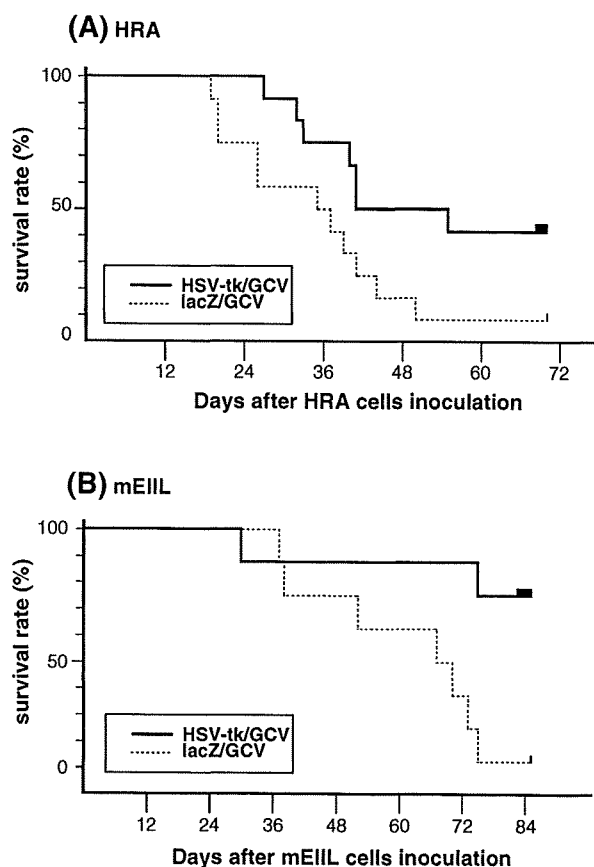 (A) HRA
100
50
0
survival rate (%)
HSV-tk/GCV
lacZ/GCV
12 24 36 48 60 72
Days after HRA cells inoculation
(B) mEIIL
100
50
0
survival rate (%)
HSV-tk/GCV
lacZ/GCV
12 24 36 48 60 72 84
Days after mEIIL cells inoculation